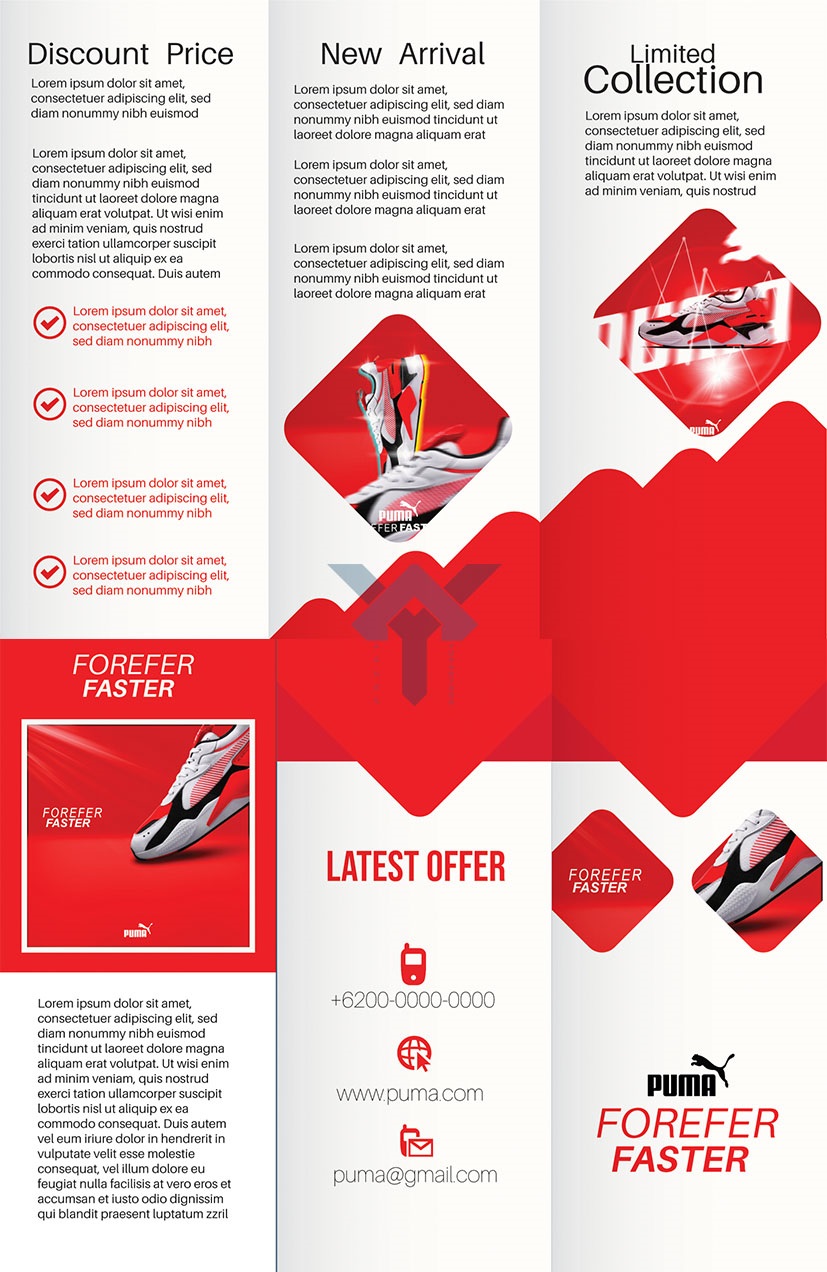 Discount Price
Lorem ipsum dolor sit amet,
consectetuer adipiscing elit, sed
diam nonummy nibh euismod
Lorem ipsum dolor sit amet,
consectetuer adipiscing elit, sed
diam nonummy nibh euismod
tincidunt ut laoreet dolore magna
aliquam erat volutpat. Ut wisi enim
ad minim veniam, quis nostrud
exerci tation ullamcorper suscipit
lobortis nisl ut aliquip ex ea
commodo consequat. Duis autem
Lorem ipsum dolor sit amet,
consectetuer adipiscing elit,
sed diam nonummy nibh
Lorem ipsum dolor sit amet,
consectetuer adipiscing elit,
sed diam nonummy nibh
Lorem ipsum dolor sit amet,
consectetuer adipiscing elit,
sed diam nonummy nibh
Lorem ipsum dolor sit amet,
consectetuer adipiscing elit,
sed diam nonummy nibh
New Arrival
Lorem ipsum dolor sit amet,
consectetuer adipiscing elit, sed diam
nonummy nibh euismod tincidunt ut
laoreet dolore magna aliquam erat
Lorem ipsum dolor sit amet,
consectetuer adipiscing elit, sed diam
nonummy nibh euismod tincidunt ut
laoreet dolore magna aliquam erat
Lorem ipsum dolor sit amet,
consectetuer adipiscing elit, sed diam
nonummy nibh euismod tincidunt ut
laoreet dolore magna aliquam erat
PUMA
EFER FAST
Limited
Collection
Lorem ipsum dolor sit amet,
consectetuer adipiscing elit, sed
diam nonummy nibh euismod
tincidunt ut laoreet dolore magna
aliquam erat volutpat. Ut wisi enim
ad minim veniam, quis nostrud
PUMA
FOREFER
FASTER
FOREFER
FASTER
PUMA
Lorem ipsum dolor sit amet,
consectetuer adipiscing elit, sed
diam nonummy nibh euismod
tincidunt ut laoreet dolore magna
aliquam erat volutpat. Ut wisi enim
ad minim veniam, quis nostrud
exerci tation ullamcorper suscipit
lobortis nisl ut aliquip ex ea
commodo consequat. Duis autem
vel eum iriure dolor in hendrerit in
vulputate velit esse molestie
consequat, vel illum dolore eu
feugiat nulla facilisis at vero eros et
accumsan et iusto odio dignissim
qui blandit praesent luptatum zzril
LATEST OFFER
+6200-0000-0000
www.puma.com
puma@gmail.com
FOREFER
FASTER
PUMA
FOREFER
FASTER